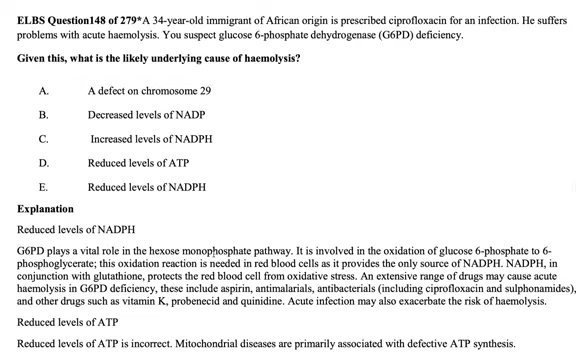 ELBS Question148 of 279*A 34-year-old immigrant of African origin is prescribed ciprofloxacin for an infection. He suffers
problems with acute haemolysis. You suspect glucose 6-phosphate dehydrogenase (G6PD) deficiency.
Given this, what is the likely underlying cause of haemolysis?
A. A defect on chromosome 29
B. Decreased levels of NADP
C. Increased levels of NADPH
D. Reduced levels of ATP
E. Reduced levels of NADPH
Explanation
Reduced levels of NADPH
G6PD plays a vital role in the hexose monophosphate pathway. It is involved in the oxidation of glucose 6-phosphate to 6-
phosphoglycerate; this oxidation reaction is needed in red blood cells as it provides the only source of NADPH. NADPH, in
conjunction with glutathione, protects the red blood cell from oxidative stress. An extensive range of drugs may cause acute
haemolysis in G6PD deficiency, these include aspirin, antimalarials, antibacterials (including ciprofloxacin and sulphonamides),
and other drugs such as vitamin K, probenecid and quinidine. Acute infection may also exacerbate the risk of haemolysis.
Reduced levels of ATP
Reduced levels of ATP is incorrect. Mitochondrial diseases are primarily associated with defective ATP synthesis.